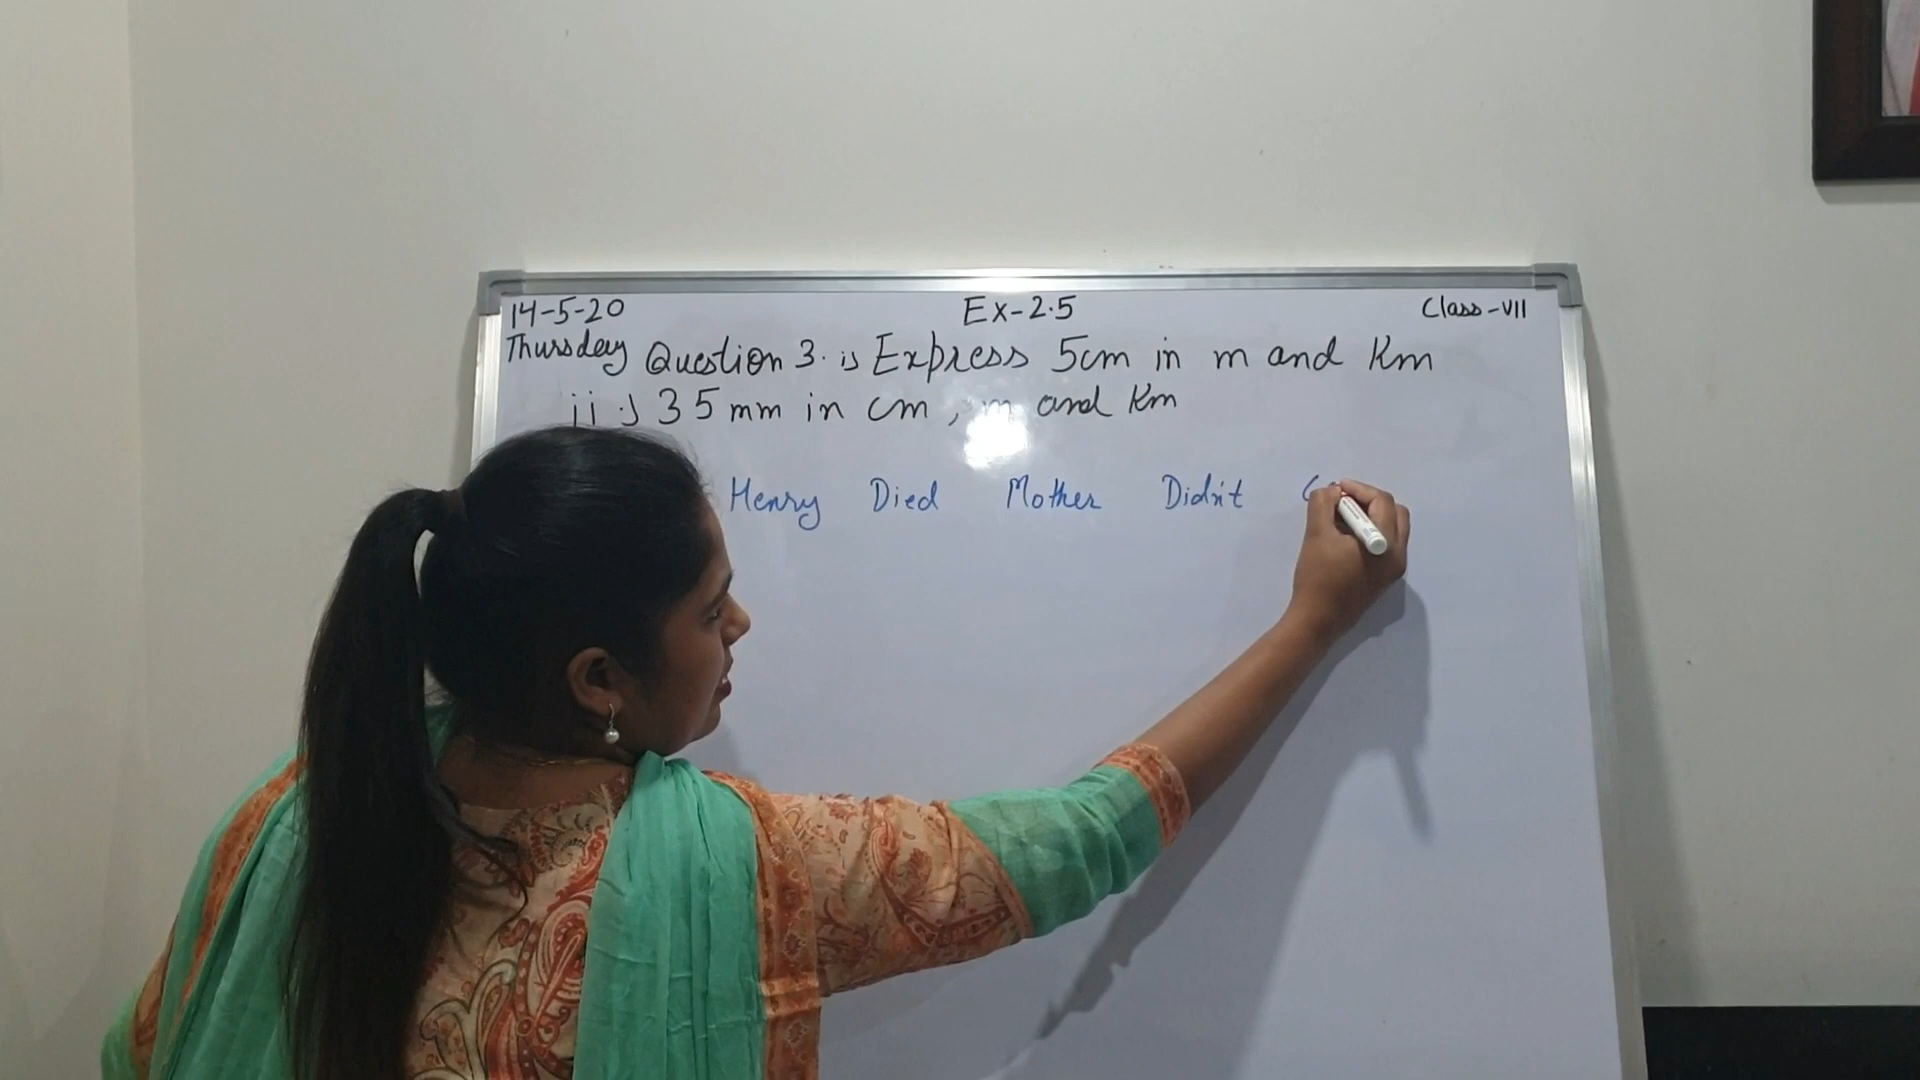 14-5-20 Ex-2.5 Class-VII
Thursday Question 3. i) Express 5cm in m and Km
ii.) 35 mm in cm, m and Km
Henry Died Mother Didn't